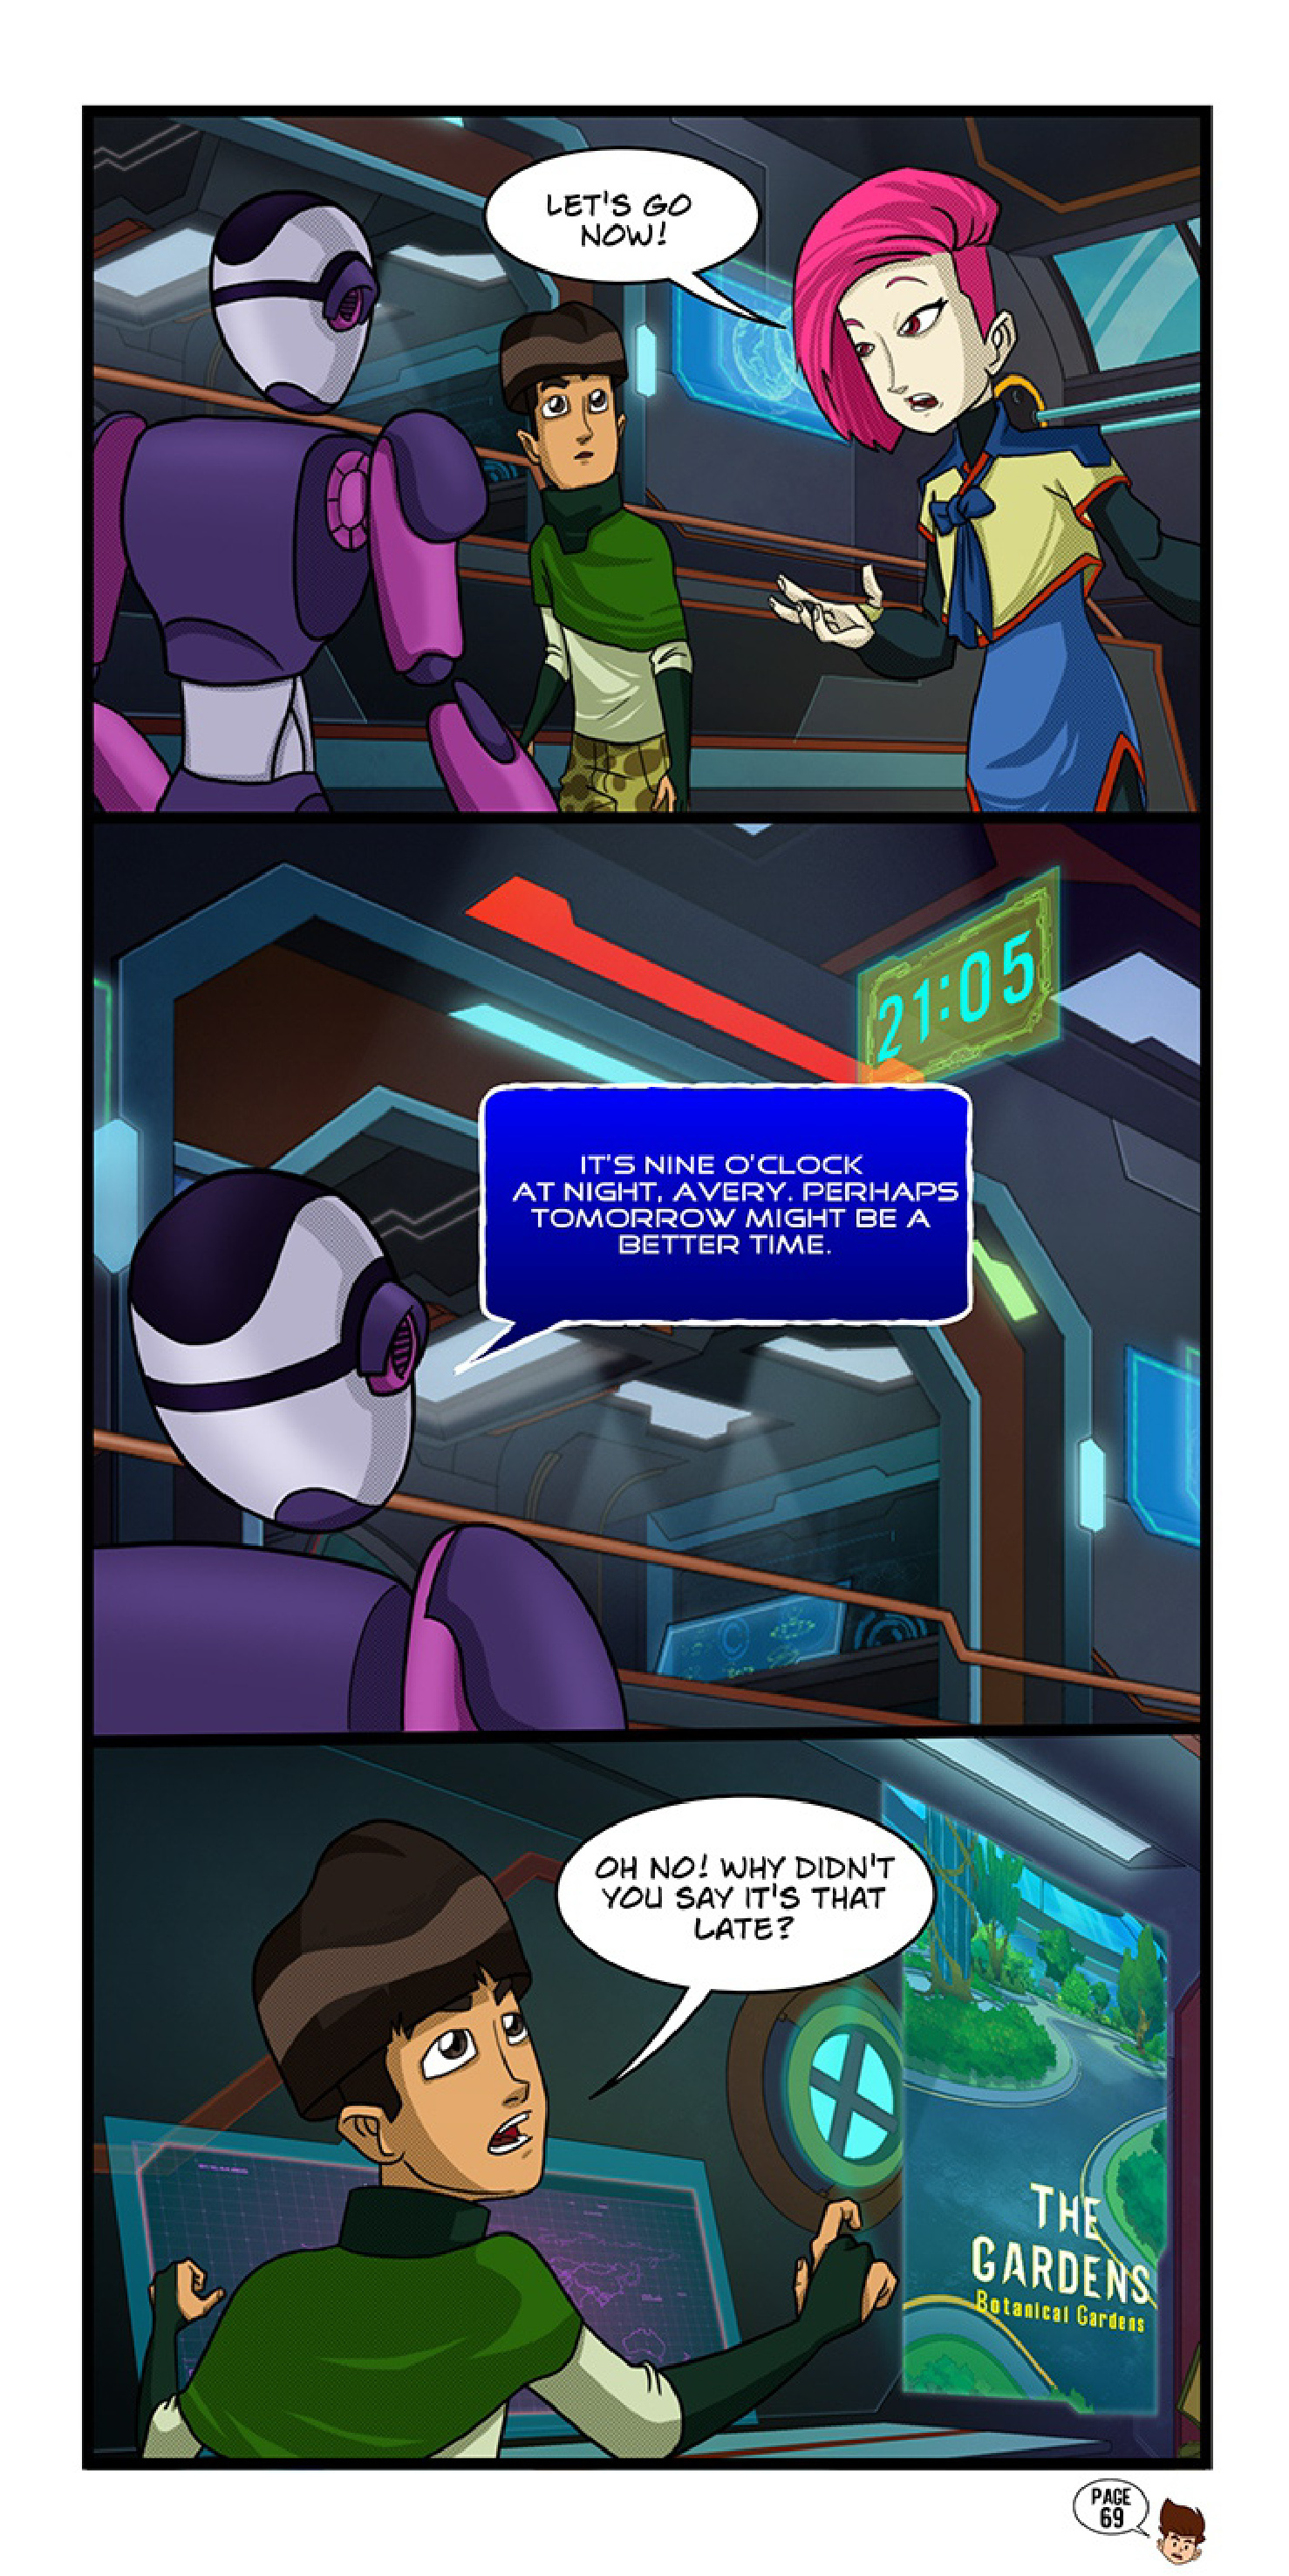 LET'S GO
NOW!
21:05
IT'S NINE O'CLOCK
AT NIGHT, AVERY. PERHAPS
TOMORROW MIGHT BE A
BETTER TIME.
OH NO! WHY DIDN'T
YOU SAY IT'S THAT
LATE?
THE
GARDENS
Botanical Gardens
PAGE
69